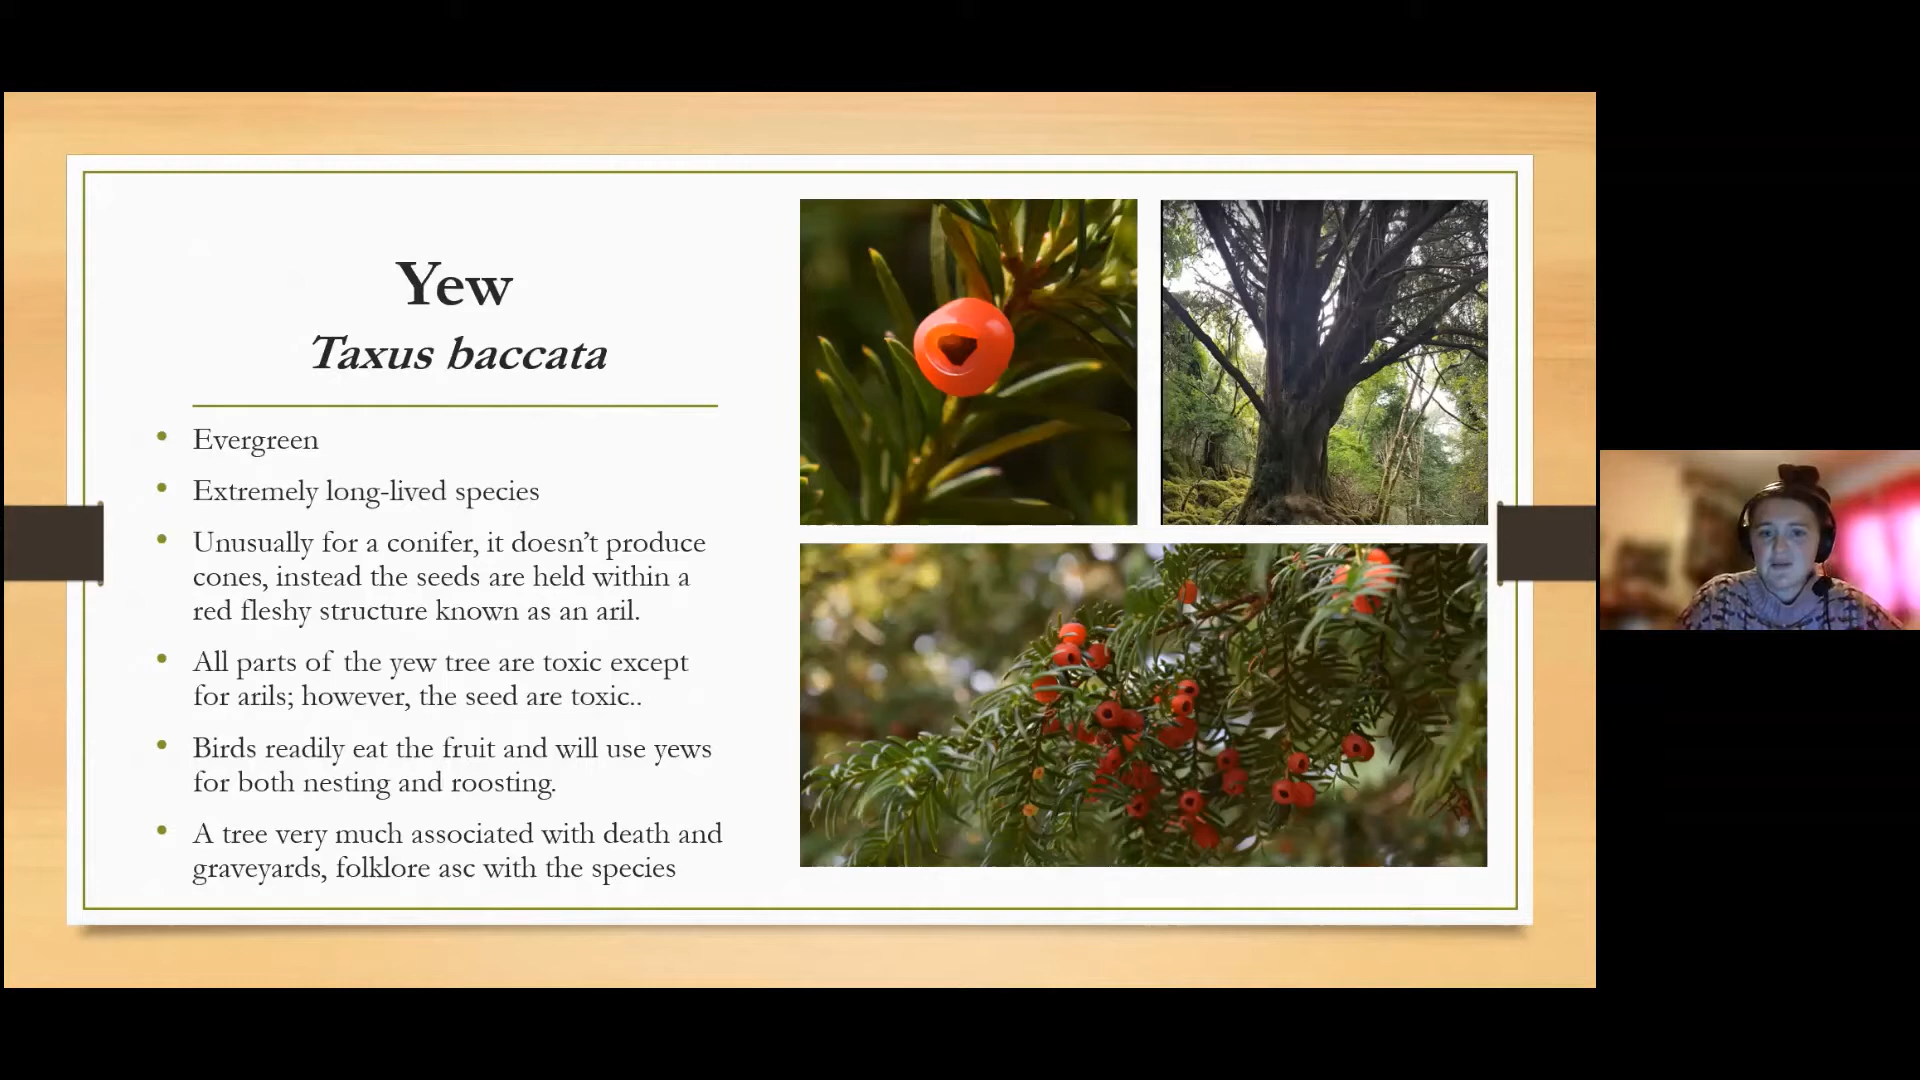 Yew
Taxus baccata
• Evergreen
• Extremely long-lived species
• Unusually for a conifer, it doesn’t produce
cones, instead the seeds are held within a
red fleshy structure known as an aril.
• All parts of the yew tree are toxic except
for arils; however, the seed are toxic..
• Birds readily eat the fruit and will use yews
for both nesting and roosting.
• A tree very much associated with death and
graveyards, folklore asc with the species